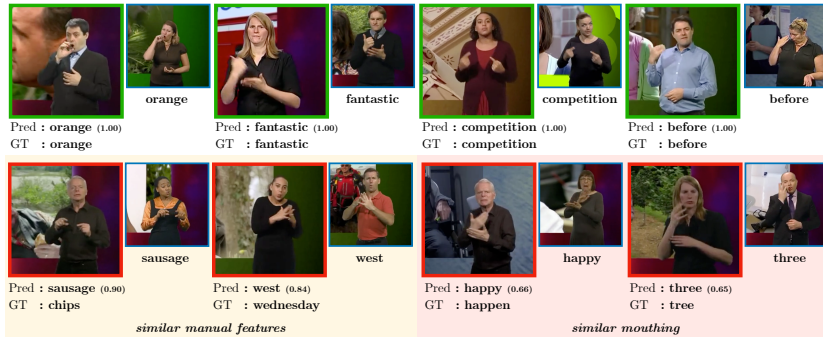 orange
fantastic
competition
before
Pred : orange (1.00)
GT : orange
Pred : fantastic (1.00)
GT : fantastic
Pred : competition (1.00)
GT : competition
Pred : before (1.00)
GT : before
sausage
west
happy
three
Pred : sausage (0.90)
GT : chips
Pred : west (0.84)
GT : wednesday
Pred : happy (0.66)
GT : happen
Pred : three (0.65)
GT : tree
similar manual features
similar mouthing